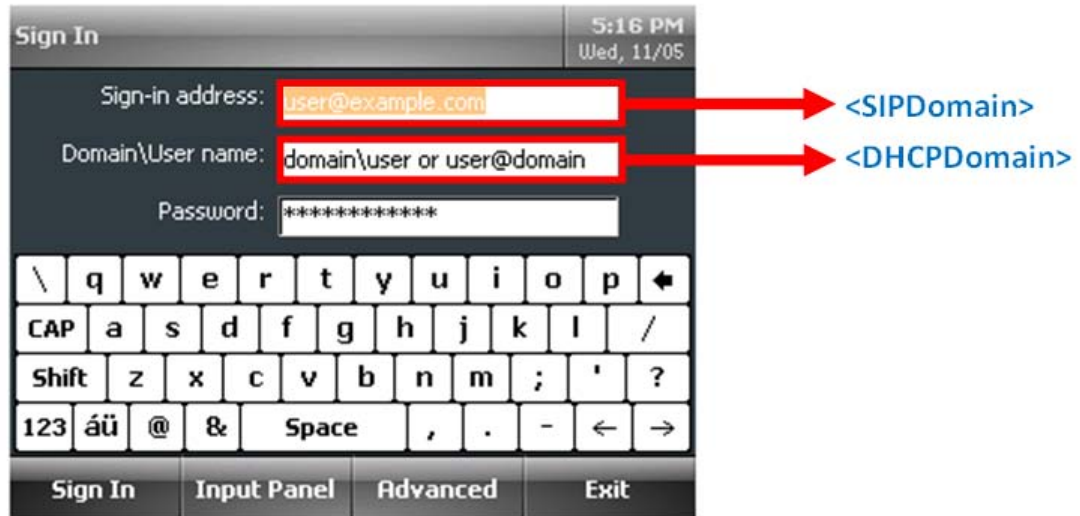 Sign In
5:16 PM
Wed, 11/05
Sign-in address: user@example.com
<SIPDomain>
Domain\User name: domain\user or user@domain
<DHCPDomain>
Password: ************
\ q w e r t y u i o p 🡄
CAP a s d f g h j k l /
Shift z x c v b n m ; ' ?
123 áü @ & Space , . - ← →
Sign In Input Panel Advanced Exit